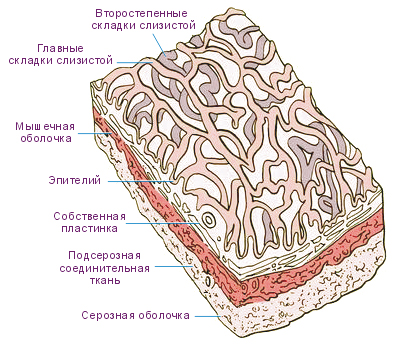 Второстепенные
складки слизистой
Главные
складки слизистой
Мышечная
оболочка
Эпителий
Собственная
пластинка
Подсерозная
соединительная
ткань
Серозная оболочка